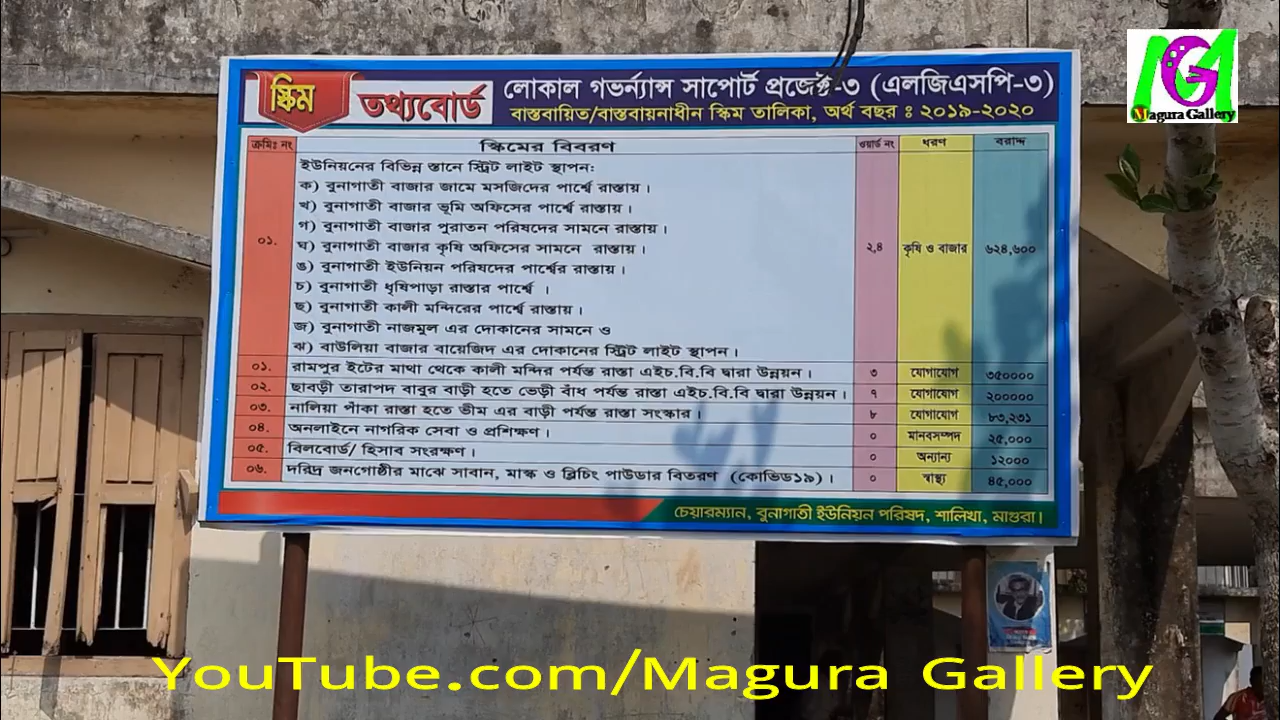 স্কিম
তথ্যবোর্ড
লোকাল গভর্ন্যান্স সাপোর্ট প্রজেক্ট-৩ (এলজিএসপি-৩)
বাস্তবায়িত/বাস্তবায়নাধীন স্কিম তালিকা, অর্থ বছর : ২০১৯-২০২০
MG
Magura Gallery
ক্রমিঃ নং স্কিমের বিবরণ ওয়ার্ড নং ধরণ বরাদ্দ
ইউনিয়নের বিভিন্ন স্তানে স্ট্রিট লাইট স্থাপন:
ক) বুনাগাতী বাজার জামে মসজিদের পার্শ্বে রাস্তায়।
খ) বুনাগাতী বাজার ভূমি অফিসের পার্শ্বে রাস্তায়।
গ) বুনাগাতী বাজার পুরাতন পরিষদের সামনে রাস্তায়।
০১. ঘ) বুনাগাতী বাজার কৃষি অফিসের সামনে রাস্তায়। ২,৪ কৃষি ও বাজার ৬২৪,৬০০
ঙ) বুনাগাতী ইউনিয়ন পরিষদের পার্শ্বের রাস্তায়।
চ) বুনাগাতী ধৃষিপাড়া রাস্তার পার্শ্বে ।
ছ) বুনাগাতী কালী মন্দিরের পার্শ্বে রাস্তায়।
জ) বুনাগাতী নাজমুল এর দোকানের সামনে ও
ঝ) বাউলিয়া বাজার বায়েজিদ এর দোকানের স্ট্রিট লাইট স্থাপন।
০১. রামপুর ইটের মাথা থেকে কালী মন্দির পর্যন্ত রাস্তা এইচ.বি.বি দ্বারা উন্নয়ন। ৩ যোগাযোগ ৩৫০০০০
০২. ছাবড়ী তারাপদ বাবুর বাড়ী হতে ভেড়ী বাঁধ পর্যন্ত রাস্তা এইচ.বি.বি দ্বারা উন্নয়ন। ৭ যোগাযোগ ২০০০০০
০৩. নালিয়া পাঁকা রাস্তা হতে ভীম এর বাড়ী পর্যন্ত রাস্তা সংস্কার। ৮ যোগাযোগ ৮৩,২৩১
০৪. অনলাইনে নাগরিক সেবা ও প্রশিক্ষণ। ০ মানবসম্পদ ২৫,০০০
০৫. বিলবোর্ড/ হিসাব সংরক্ষণ। ০ অন্যান্য ১২০০০
০৬. দরিদ্র জনগোষ্ঠীর মাঝে সাবান, মাস্ক ও ব্লিচিং পাউডার বিতরণ (কোভিড১৯)। ০ স্বাস্থ্য ৪৫,০০০
চেয়ারম্যান, বুনাগাতী ইউনিয়ন পরিষদ, শালিখা, মাগুরা।
YouTube.com/Magura Gallery